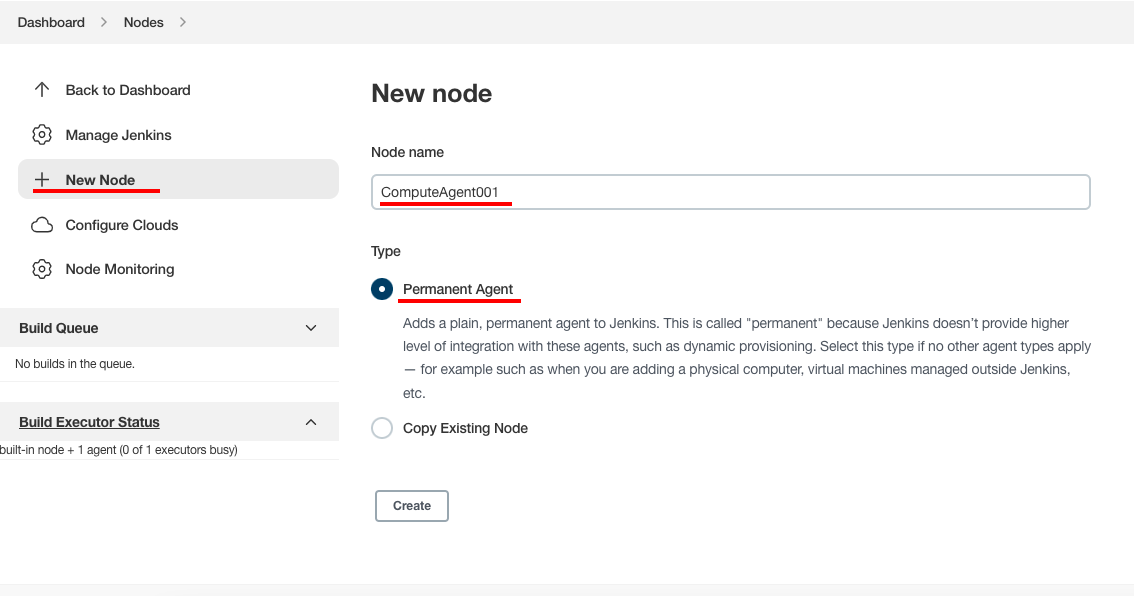 Dashboard
Nodes
Back to Dashboard
Manage Jenkins
New Node
Configure Clouds
Node Monitoring
Build Queue
No builds in the queue.
Build Executor Status
built-in node + 1 agent (0 of 1 executors busy)
New node
Node name
ComputeAgent001
Type
Permanent Agent
Adds a plain, permanent agent to Jenkins. This is called "permanent" because Jenkins doesn’t provide higher
level of integration with these agents, such as dynamic provisioning. Select this type if no other agent types apply
— for example such as when you are adding a physical computer, virtual machines managed outside Jenkins,
etc.
Copy Existing Node
Create